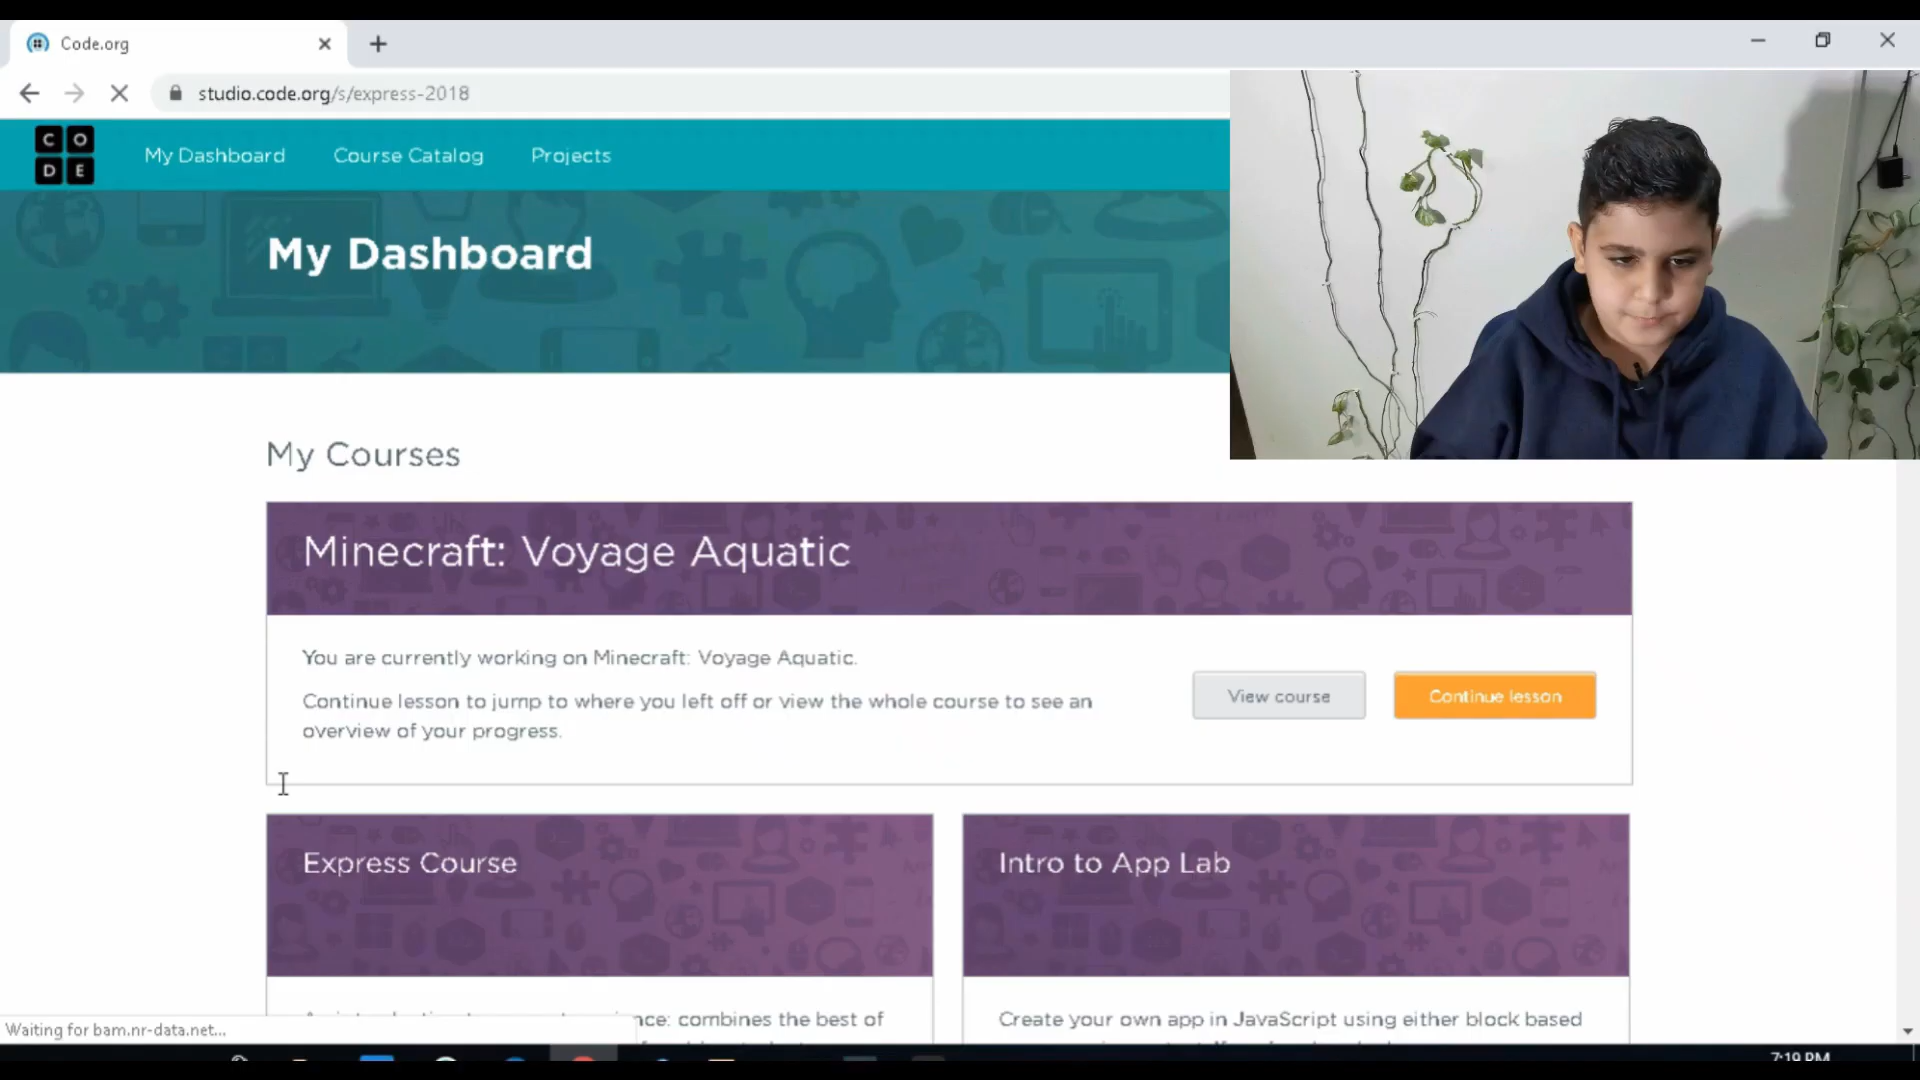 Code.org
studio.code.org/s/express-2018
C O
D E
My Dashboard
Course Catalog
Projects
My Dashboard
My Courses
Minecraft: Voyage Aquatic
You are currently working on Minecraft: Voyage Aquatic.
Continue lesson to jump to where you left off or view the whole course to see an
overview of your progress.
View course
Continue lesson
Express Course
Intro to App Lab
combines the best of
Create your own app in JavaScript using either block based
Waiting for bam.nr-data.net...
7:19 PM